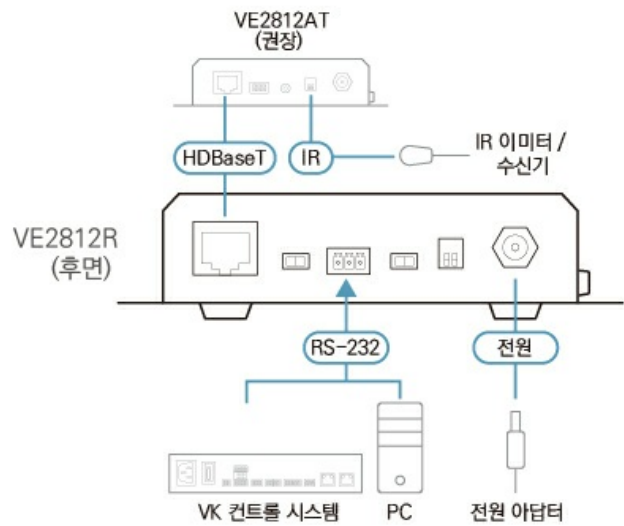 VE2812AT
(권장)
HDBaseT
IR
IR 이미터 /
수신기
VE2812R
(후면)
RS-232
전원
VK 컨트롤 시스템
PC
전원 아답터